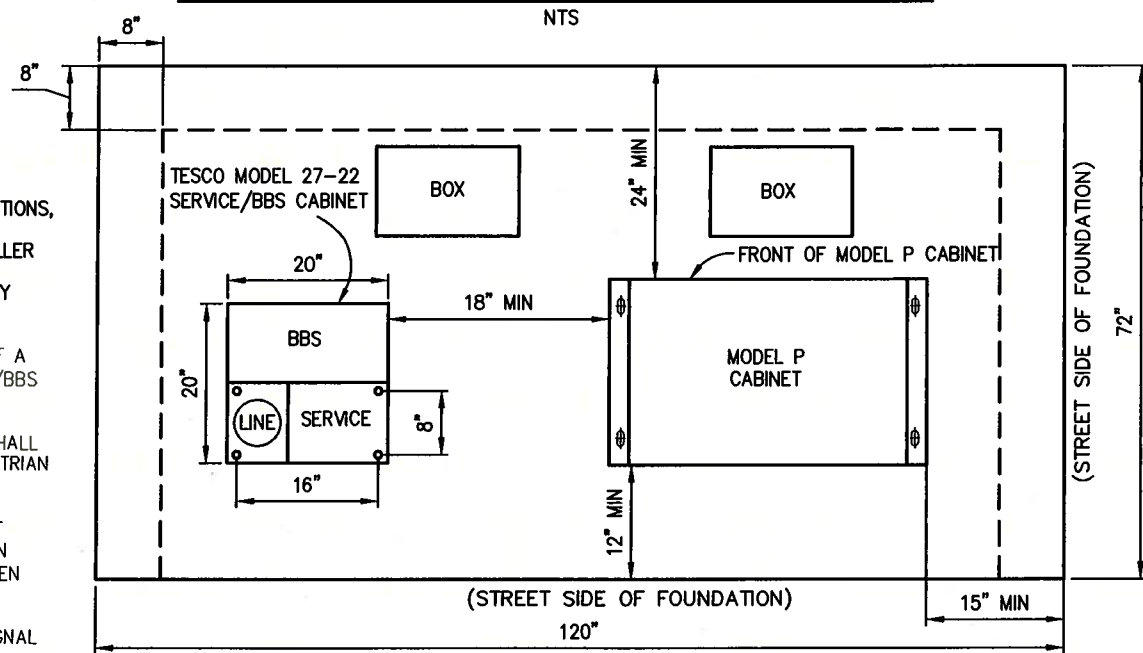 NTS
8"
8"
TIONS,
LLER
Y
F A
/BBS
HALL
TRIAN
N
EN
GNAL
TESCO MODEL 27-22
SERVICE/BBS CABINET
20"
20"
BBS
LINE
SERVICE
8"
16"
BOX
BOX
24" MIN
FRONT OF MODEL P CABINET
18" MIN
MODEL P
CABINET
12" MIN
(STREET SIDE OF FOUNDATION)
15" MIN
120"
(STREET SIDE OF FOUNDATION)
72"